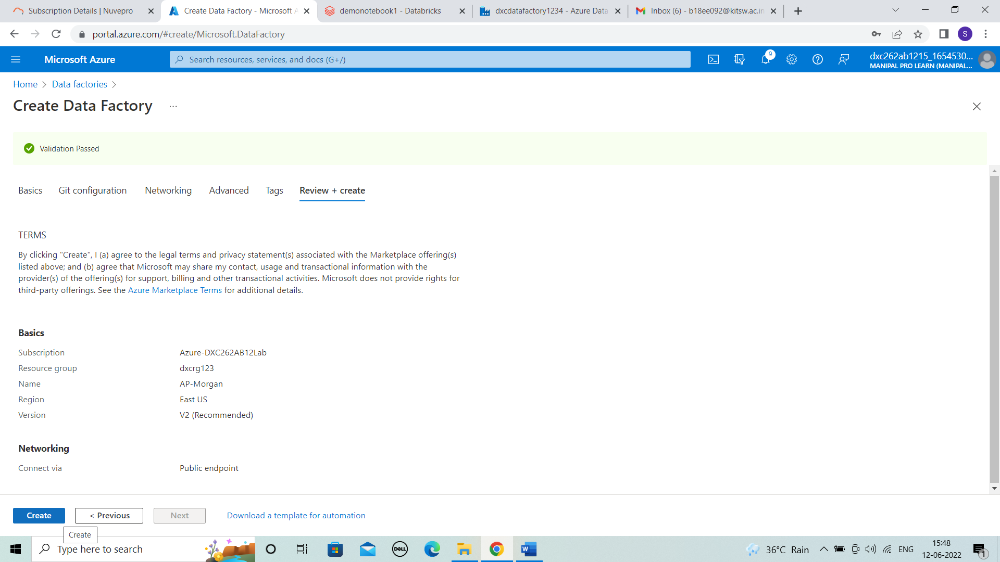 Subscription Details | Nuvepro
Create Data Factory - Microsoft A
demonotebook1 - Databricks
dxcdatafactory1234 - Azure Data
Inbox (6) - b18ee092@kitsw.ac.in
portal.azure.com/#create/Microsoft.DataFactory
S
Microsoft Azure
Search resources, services, and docs (G+/)
9
dxc262ab1215_1654530...
MANIPAL PRO LEARN (MANIPAL...
Home > Data factories >
Create Data Factory ...
Validation Passed
Basics
Git configuration
Networking
Advanced
Tags
Review + create
TERMS
By clicking "Create", I (a) agree to the legal terms and privacy statement(s) associated with the Marketplace offering(s)
listed above; and (b) agree that Microsoft may share my contact, usage and transactional information with the
provider(s) of the offering(s) for support, billing and other transactional activities. Microsoft does not provide rights for
third-party offerings. See the Azure Marketplace Terms for additional details.
Basics
Subscription Azure-DXC262AB12Lab
Resource group dxcrg123
Name AP-Morgan
Region East US
Version V2 (Recommended)
Networking
Connect via Public endpoint
Create
< Previous
Next
Download a template for automation
Create
Type here to search
DELL
W
36°C Rain
ENG
15:48
12-06-2022
1